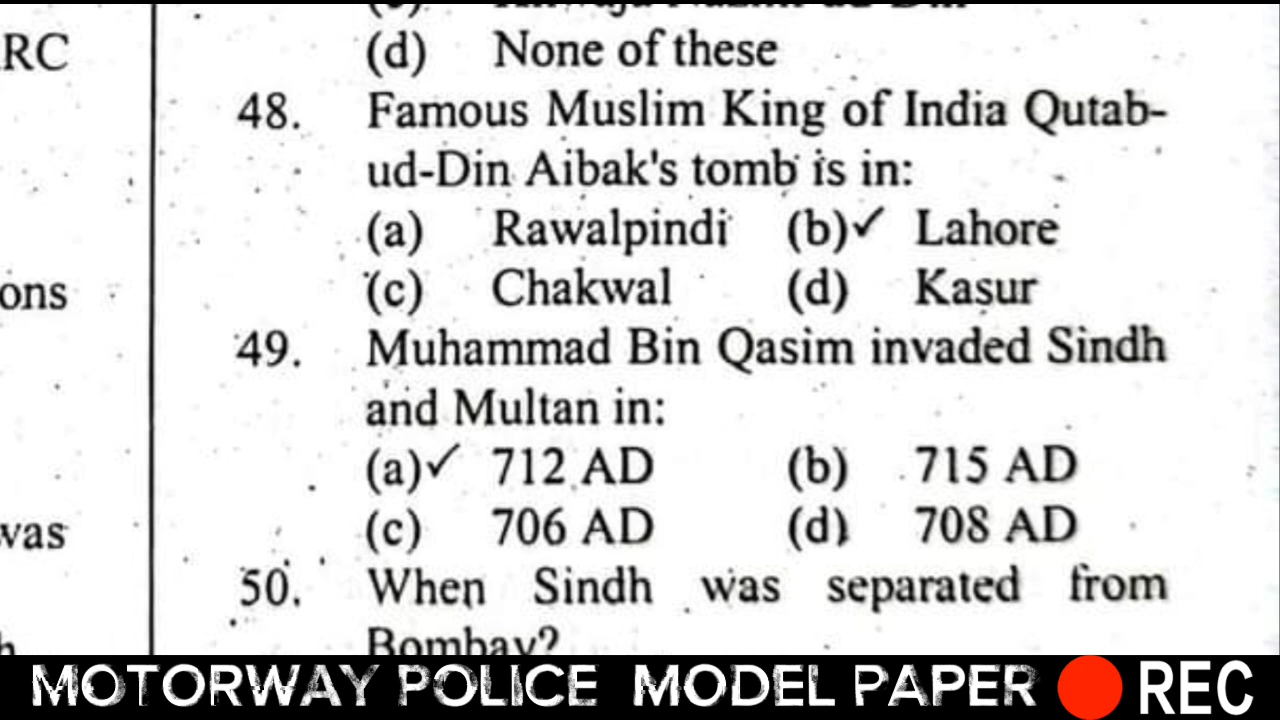 (d) None of these
RC
48. Famous Muslim King of India Qutab-
ud-Din Aibak's tomb is in:
(a) Rawalpindi (b)✓ Lahore
ons
(c) Chakwal (d) Kasur
49. Muhammad Bin Qasim invaded Sindh
and Multan in:
(a)✓ 712 AD (b) 715 AD
was
(c) 706 AD (d) 708 AD
50. When Sindh was separated from
Bombay?
MOTORWAY POLICE MODEL PAPER REC